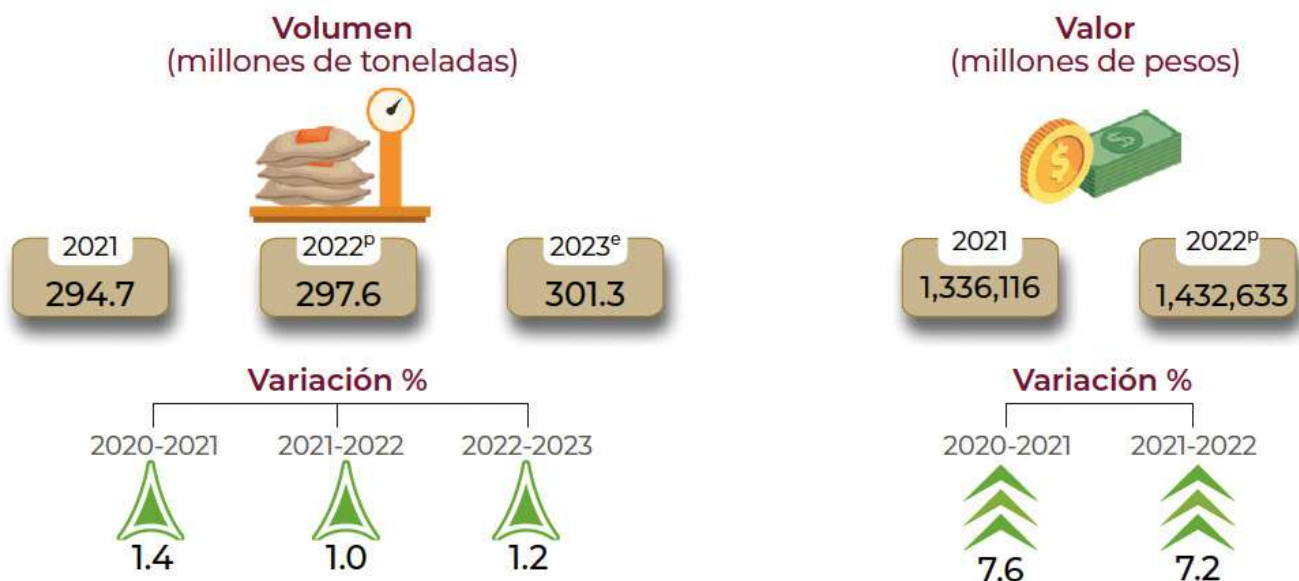 Volumen
(millones de toneladas)
2021
294.7
2022ᵖ
297.6
2023ᵉ
301.3
Variación %
2020-2021
2021-2022
2022-2023
1.4
1.0
1.2
Valor
(millones de pesos)
$
$
2021
1,336,116
2022ᵖ
1,432,633
Variación %
2020-2021
2021-2022
7.6
7.2